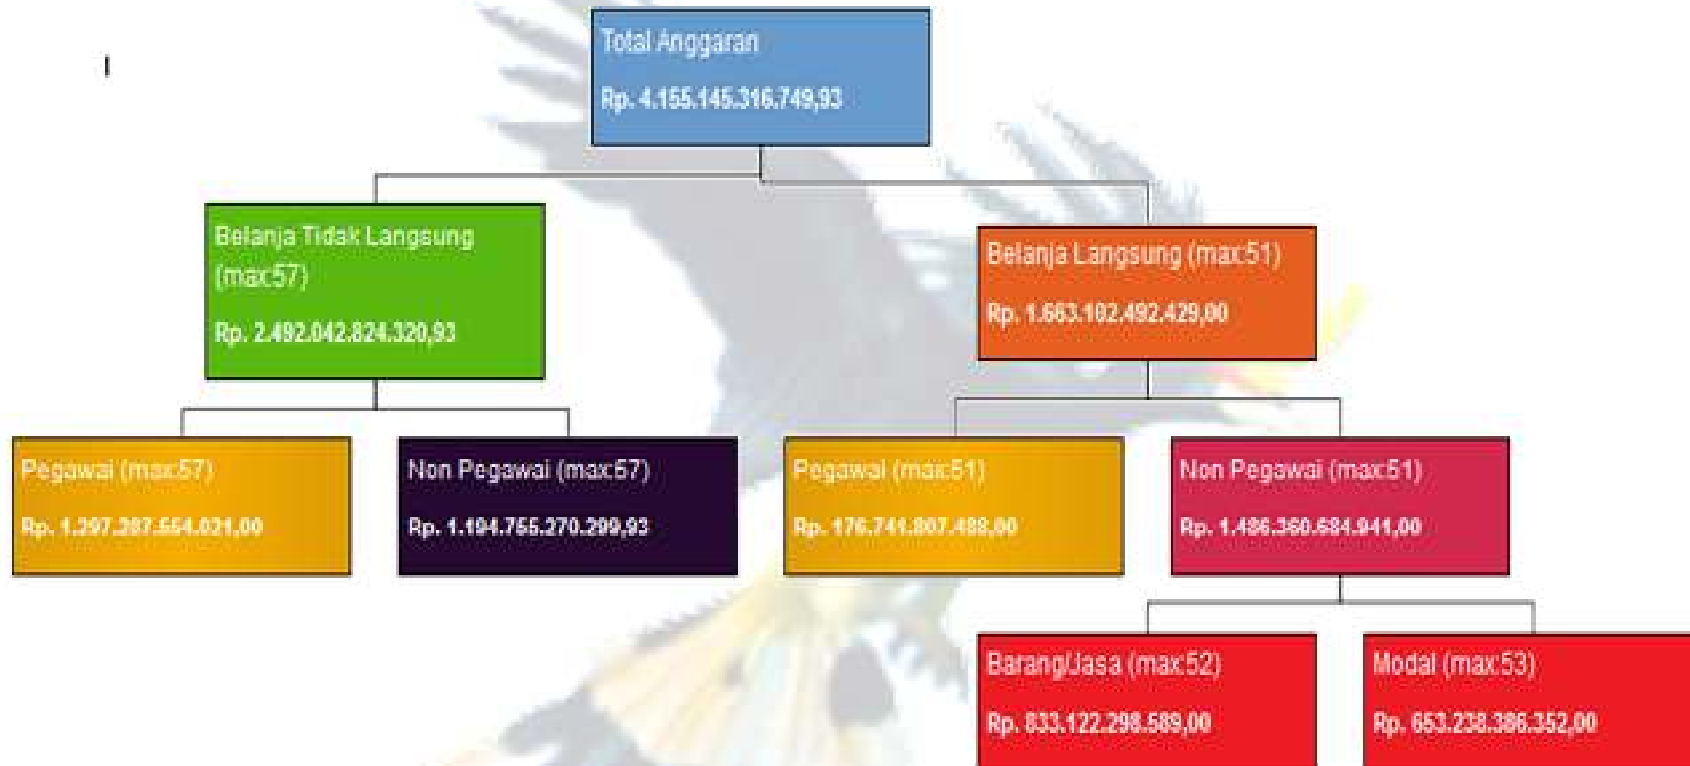 Total Anggaran
Rp. 4.155.145.316.749,93
Belanja Tidak Langsung
(max:57)
Rp. 2.492.042.824.320,93
Belanja Langsung (max:51)
Rp. 1.663.102.492.429,00
Pegawai (max:57)
Rp. 1.297.287.554.021,00
Non Pegawai (max:57)
Rp. 1.194.755.270.299,93
Pegawai (max:51)
Rp. 176.741.807.488,00
Non Pegawai (max:51)
Rp. 1.486.360.684.941,00
Barang/Jasa (max:52)
Rp. 833.122.298.589,00
Modal (max:53)
Rp. 653.238.386.352,00